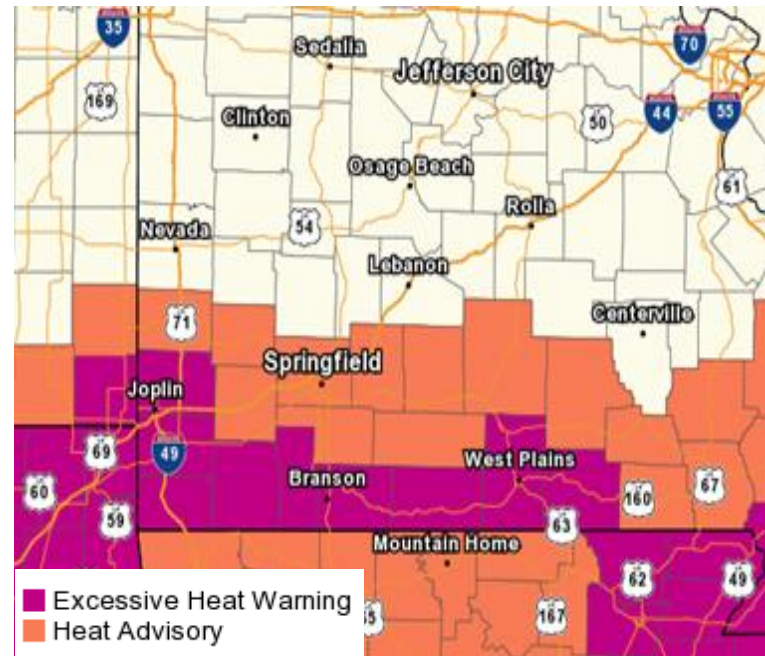 35
Sedalia
Jefferson City
70
169
Clinton
50
44
55
Osage Beach
61
Rolla
54
Nevada
Lebanon
71
Centerville
Springfield
Joplin
69
49
60
59
Branson
West Plains
67
160
63
Mountain Home
62
49
167
Excessive Heat Warning
Heat Advisory